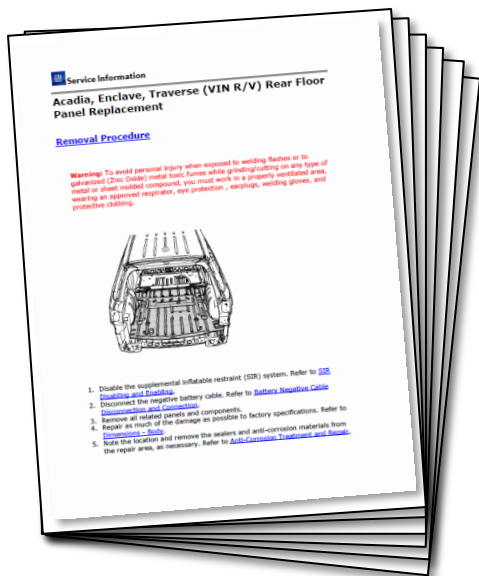 GM Service Information
Acadia, Enclave, Traverse (VIN R/V) Rear Floor
Panel Replacement
Removal Procedure
Warning: To avoid personal injury when exposed to welding flashes or to
galvanized (Zinc Oxide) metal toxic fumes while grinding/cutting on any type of
metal or sheet molded compound, you must work in a properly ventilated area,
wearing an approved respirator, eye protection , earplugs, welding gloves, and
protective clothing.
1. Disable the supplemental inflatable restraint (SIR) system. Refer to SIR
Disabling and Enabling.
2. Disconnect the negative battery cable. Refer to Battery Negative Cable
Disconnection and Connection.
3. Remove all related panels and components.
4. Repair as much of the damage as possible to factory specifications. Refer to
Dimensions - Body.
5. Note the location and remove the sealers and anti-corrosion materials from
the repair area, as necessary. Refer to Anti-Corrosion Treatment and Repair.